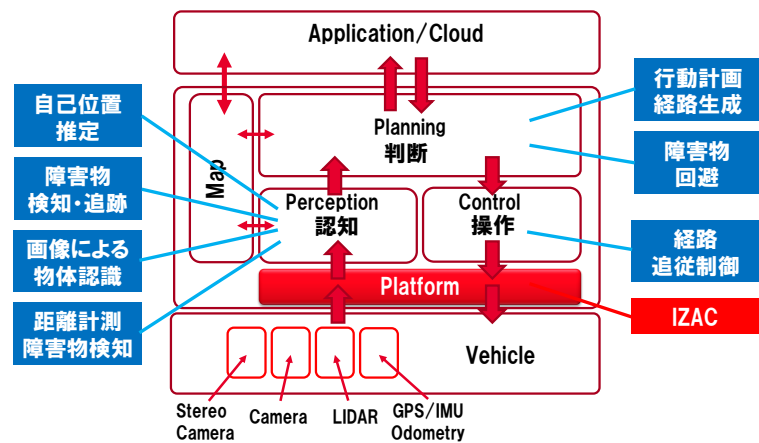 Application/Cloud
自己位置
推定
障害物
検知・追跡
画像による
物体認識
距離計測
障害物検知
Map
Planning
判断
Perception
認知
Control
操作
Platform
行動計画
経路生成
障害物
回避
経路
追従制御
IZAC
Vehicle
Stereo
Camera
Camera
LIDAR
GPS/IMU
Odometry